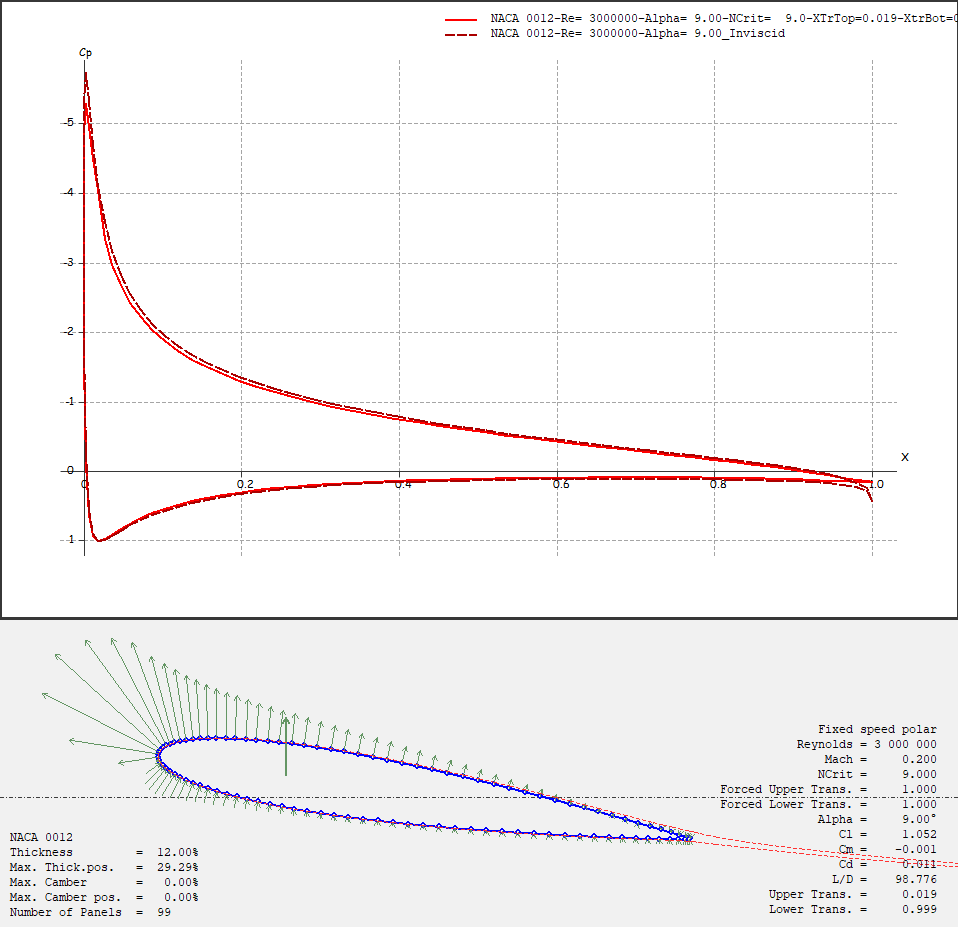 NACA 0012-Re= 3000000-Alpha= 9.00-NCrit= 9.0-XTrTop=0.019-XtrBot=0
NACA 0012-Re= 3000000-Alpha= 9.00_Inviscid
Cp
-5
-4
-3
-2
-1
0
X
0 0.2 0.4 0.6 0.8 1.0
1
Fixed speed polar
Reynolds = 3 000 000
Mach = 0.200
NCrit = 9.000
Forced Upper Trans. = 1.000
Forced Lower Trans. = 1.000
Alpha = 9.00°
Cl = 1.052
Cm = -0.001
Cd = 0.011
L/D = 98.776
Upper Trans. = 0.019
Lower Trans. = 0.999
NACA 0012
Thickness = 12.00%
Max. Thick.pos. = 29.29%
Max. Camber = 0.00%
Max. Camber pos. = 0.00%
Number of Panels = 99